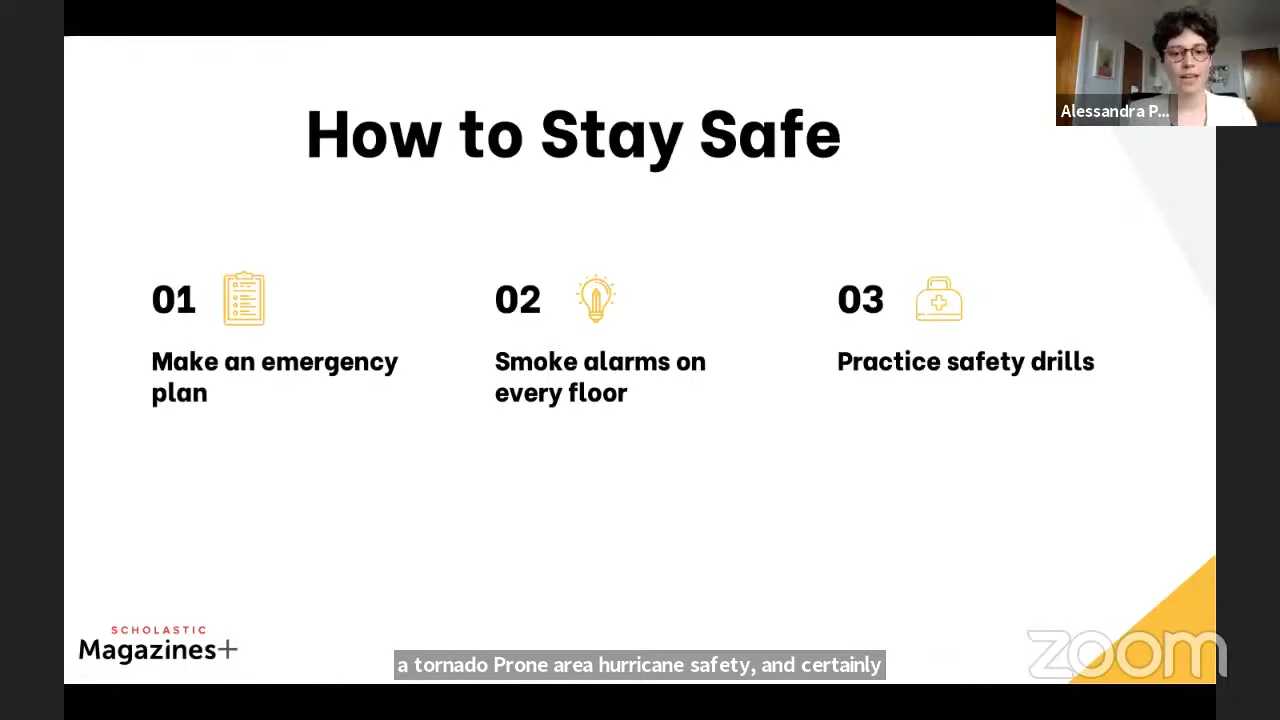 How to Stay Safe
Alessandra P...
01
02
03
Make an emergency
plan
Smoke alarms on
every floor
Practice safety drills
SCHOLASTIC
Magazines+
a tornado Prone area hurricane safety, and certainly
zoom